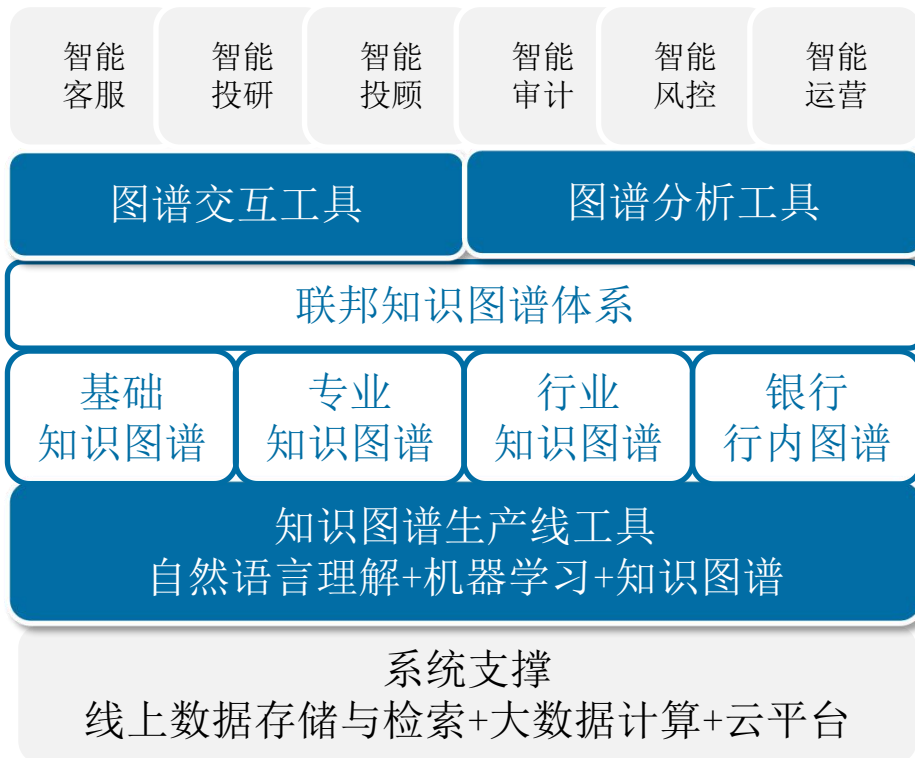 智能 智能 智能 智能 智能 智能
客服 投研 投顾 审计 风控 运营
图谱交互工具 图谱分析工具
联邦知识图谱体系
基础 专业 行业 银行
知识图谱 知识图谱 知识图谱 行内图谱
知识图谱生产线工具
自然语言理解+机器学习+知识图谱
系统支撑
线上数据存储与检索+大数据计算+云平台